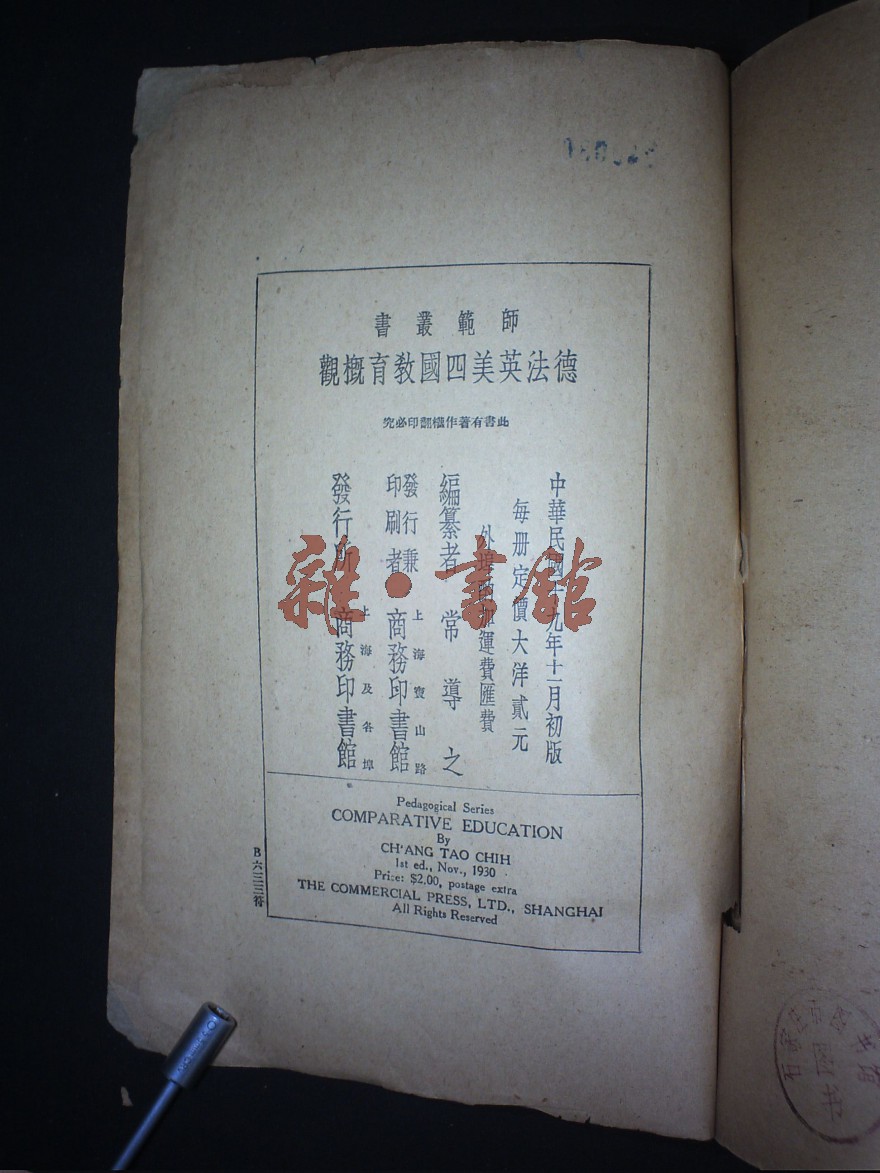 師範叢書
德法英美四國教育概觀
此書有著作權翻印必究
中華民國十九年十一月初版
每册定價大洋貳元
外埠酌加運費匯費
編纂者 常導之
發行兼印刷者 上海寶山路 商務印書館
發行所 上海及各埠 商務印書館
雜·書館
Pedagogical Series
COMPARATIVE EDUCATION
By
CH'ANG TAO CHIH
1st ed., Nov., 1930
Price: $2.00, postage extra
THE COMMERCIAL PRESS, LTD., SHANGHAI
All Rights Reserved
B六三三符